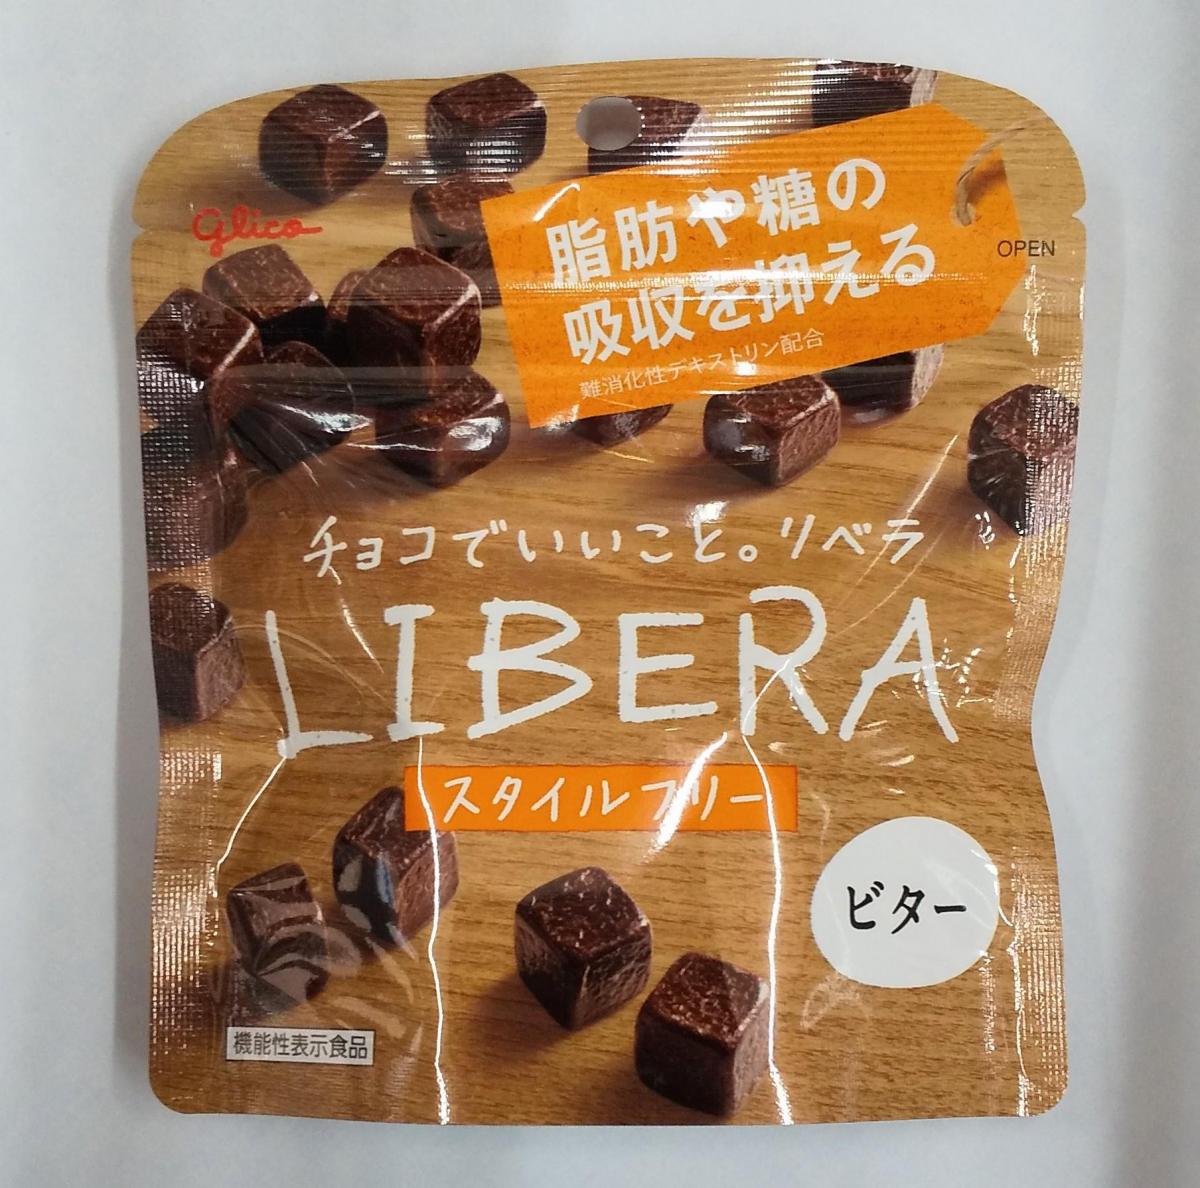 Glico
脂肪や糖の
吸収を抑える
難消化性デキストリン配合
OPEN
チョコでいいこと。リベラ
LIBERA
スタイルフリー
ビター
機能性表示食品